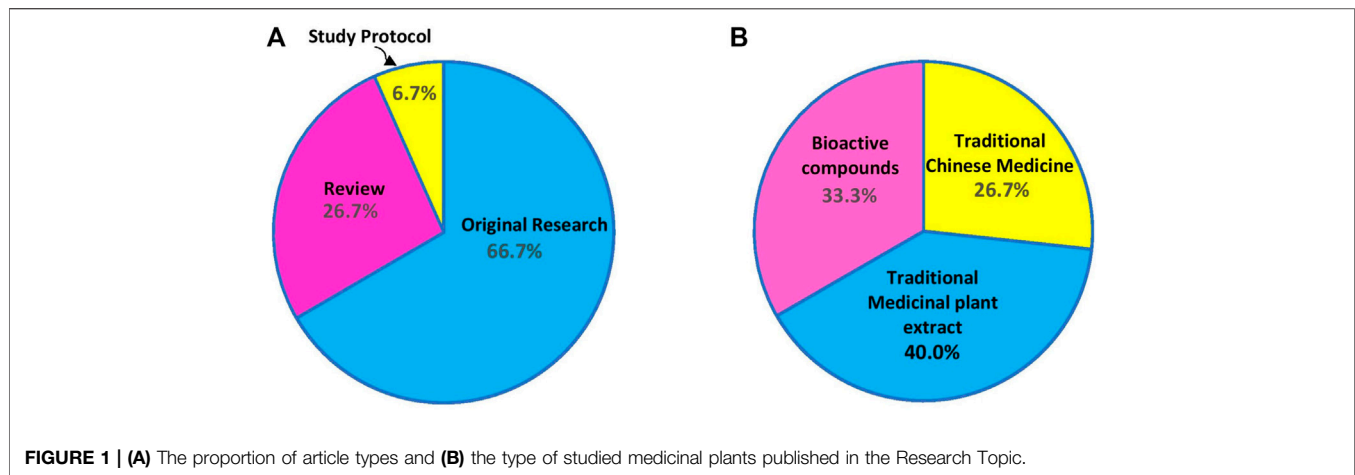 A
Study Protocol
6.7%
Review
26.7%
Original Research
66.7%
B
Bioactive
compounds
33.3%
Traditional
Chinese Medicine
26.7%
Traditional
Medicinal plant
extract
40.0%
FIGURE 1 | (A) The proportion of article types and (B) the type of studied medicinal plants published in the Research Topic.